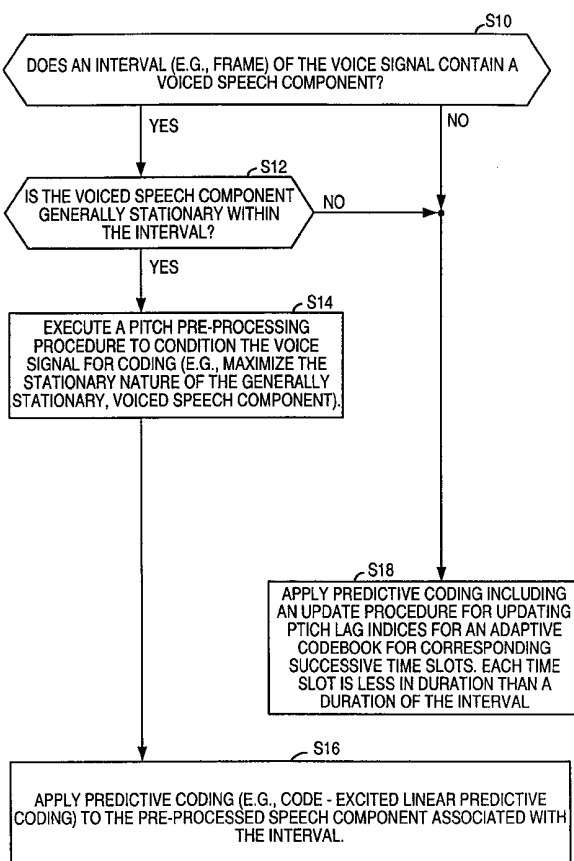 S10
DOES AN INTERVAL (E.G., FRAME) OF THE VOICE SIGNAL CONTAIN A
VOICED SPEECH COMPONENT?
YES
NO
S12
IS THE VOICED SPEECH COMPONENT
GENERALLY STATIONARY WITHIN
THE INTERVAL?
NO
YES
S14
EXECUTE A PITCH PRE-PROCESSING
PROCEDURE TO CONDITION THE VOICE
SIGNAL FOR CODING (E.G., MAXIMIZE THE
STATIONARY NATURE OF THE GENERALLY
STATIONARY, VOICED SPEECH COMPONENT).
S18
APPLY PREDICTIVE CODING INCLUDING
AN UPDATE PROCEDURE FOR UPDATING
PTICH LAG INDICES FOR AN ADAPTIVE
CODEBOOK FOR CORRESPONDING
SUCCESSIVE TIME SLOTS. EACH TIME
SLOT IS LESS IN DURATION THAN A
DURATION OF THE INTERVAL
S16
APPLY PREDICTIVE CODING (E.G., CODE - EXCITED LINEAR PREDICTIVE
CODING) TO THE PRE-PROCESSED SPEECH COMPONENT ASSOCIATED WITH
THE INTERVAL.